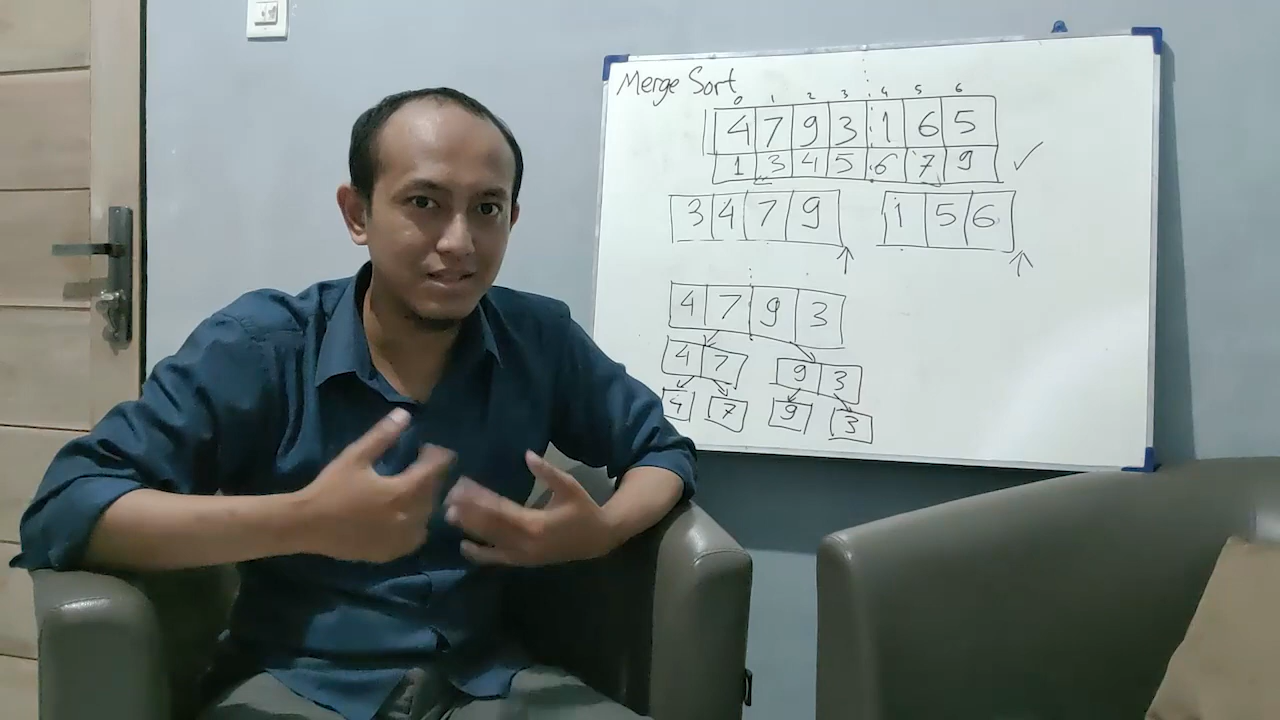 Merge Sort
0 1 2 3 4 5 6
4 7 9 3 1 6 5
1 3 4 5 6 7 9 ✓
3 4 7 9 1 5 6
4 7 9 3
4 7 9 3
4 7 9 3